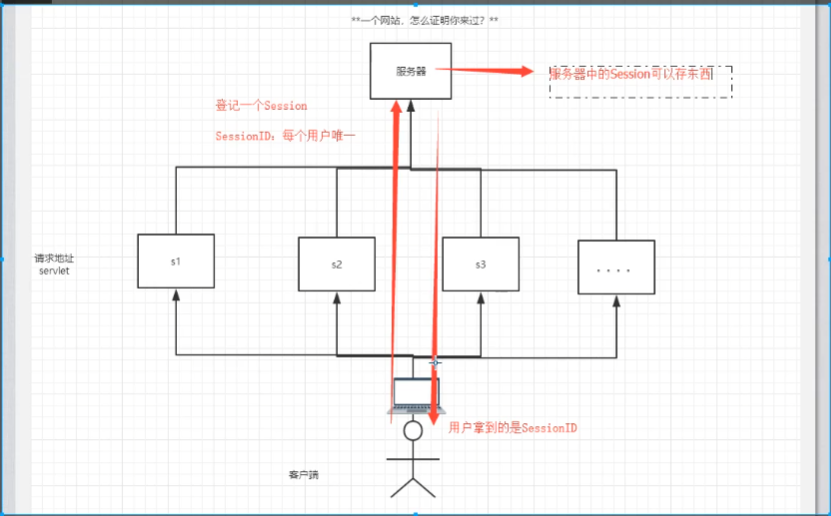 **一个网站，怎么证明你来过？**
服务器
服务器中的Session可以存东西
登记一个Session
SessionID：每个用户唯一
请求地址
servlet
s1
s2
s3
....
用户拿到的是SessionID
客户端